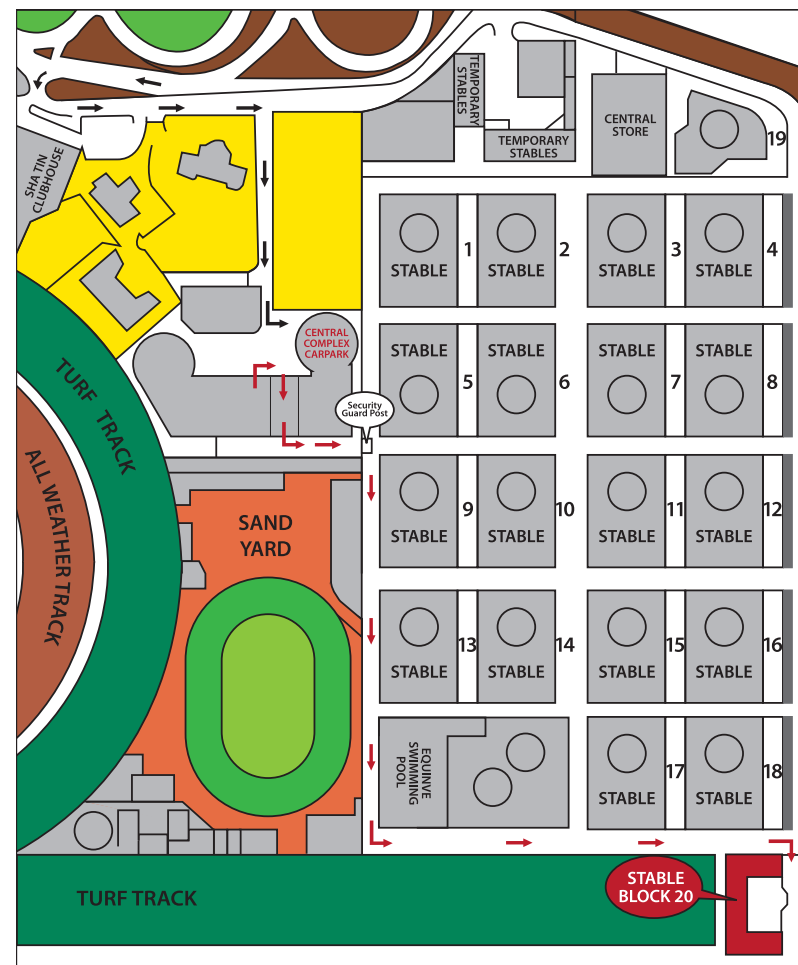 TEMPORARY
STABLES
TEMPORARY
STABLES
CENTRAL
STORE
19
SHA TIN
CLUBHOUSE
STABLE
1
STABLE
2
STABLE
3
STABLE
4
CENTRAL
COMPLEX
CARPARK
STABLE
5
STABLE
6
STABLE
7
STABLE
8
Security
Guard Post
TURF TRACK
ALL WEATHER TRACK
SAND
YARD
STABLE
9
STABLE
10
STABLE
11
STABLE
12
STABLE
13
STABLE
14
STABLE
15
STABLE
16
EQUINVE
SWIMMING
POOL
STABLE
17
STABLE
18
TURF TRACK
STABLE
BLOCK 20